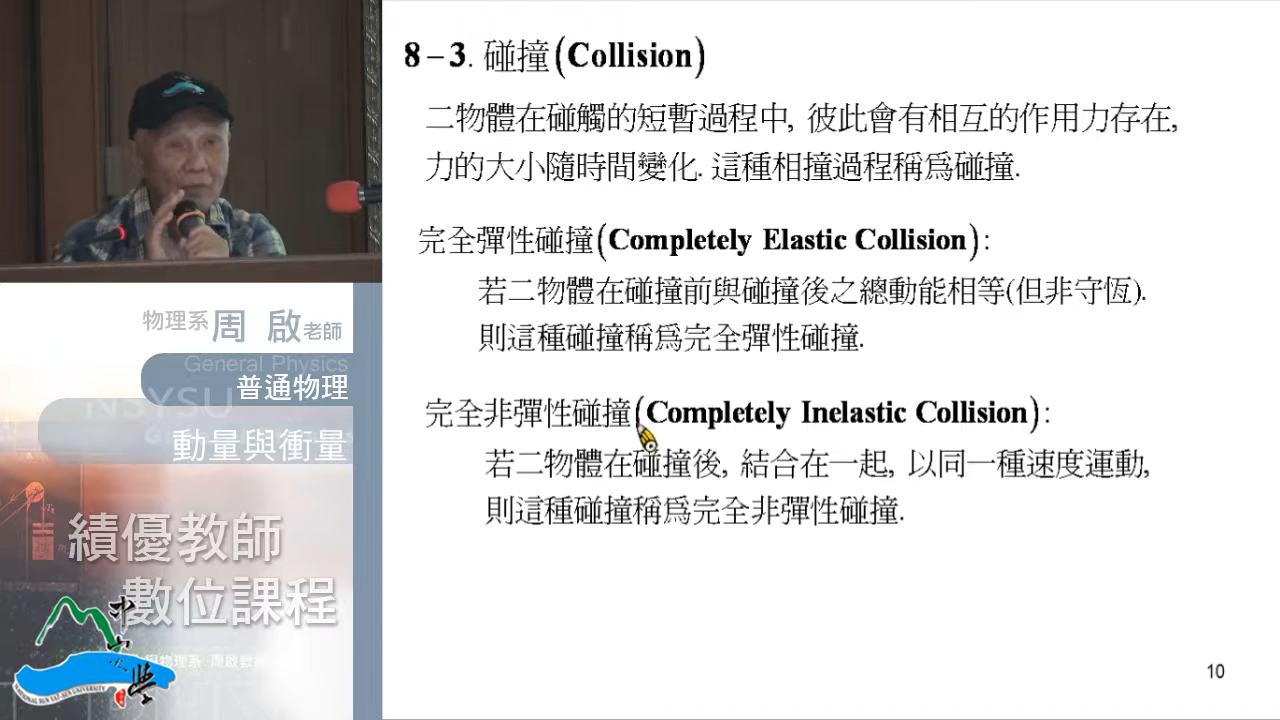 8－3. 碰撞(Collision)
二物體在碰觸的短暫過程中, 彼此會有相互的作用力存在,
力的大小隨時間變化. 這種相撞過程稱為碰撞.
完全彈性碰撞(Completely Elastic Collision):
若二物體在碰撞前與碰撞後之總動能相等(但非守恆).
則這種碰撞稱為完全彈性碰撞.
完全非彈性碰撞(Completely Inelastic Collision):
若二物體在碰撞後, 結合在一起, 以同一種速度運動,
則這種碰撞稱為完全非彈性碰撞.
10
物理系 周 啟 老師
General Physics
普通物理
NSYSU
動量與衝量
績優教師
數位課程
NATIONAL SUN YAT-SEN UNIVERSITY